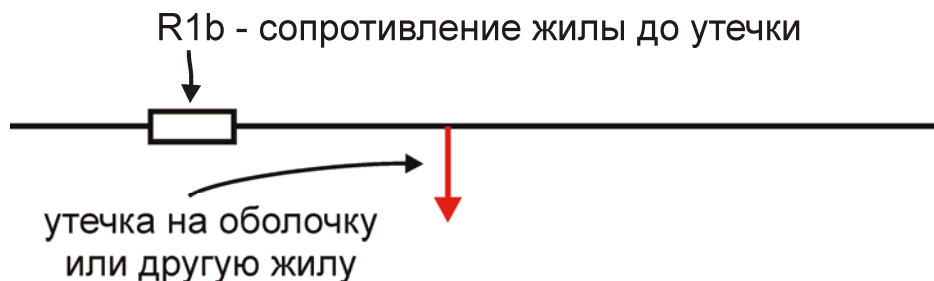 R1b - сопротивление жилы до утечки
утечка на оболочку
или другую жилу